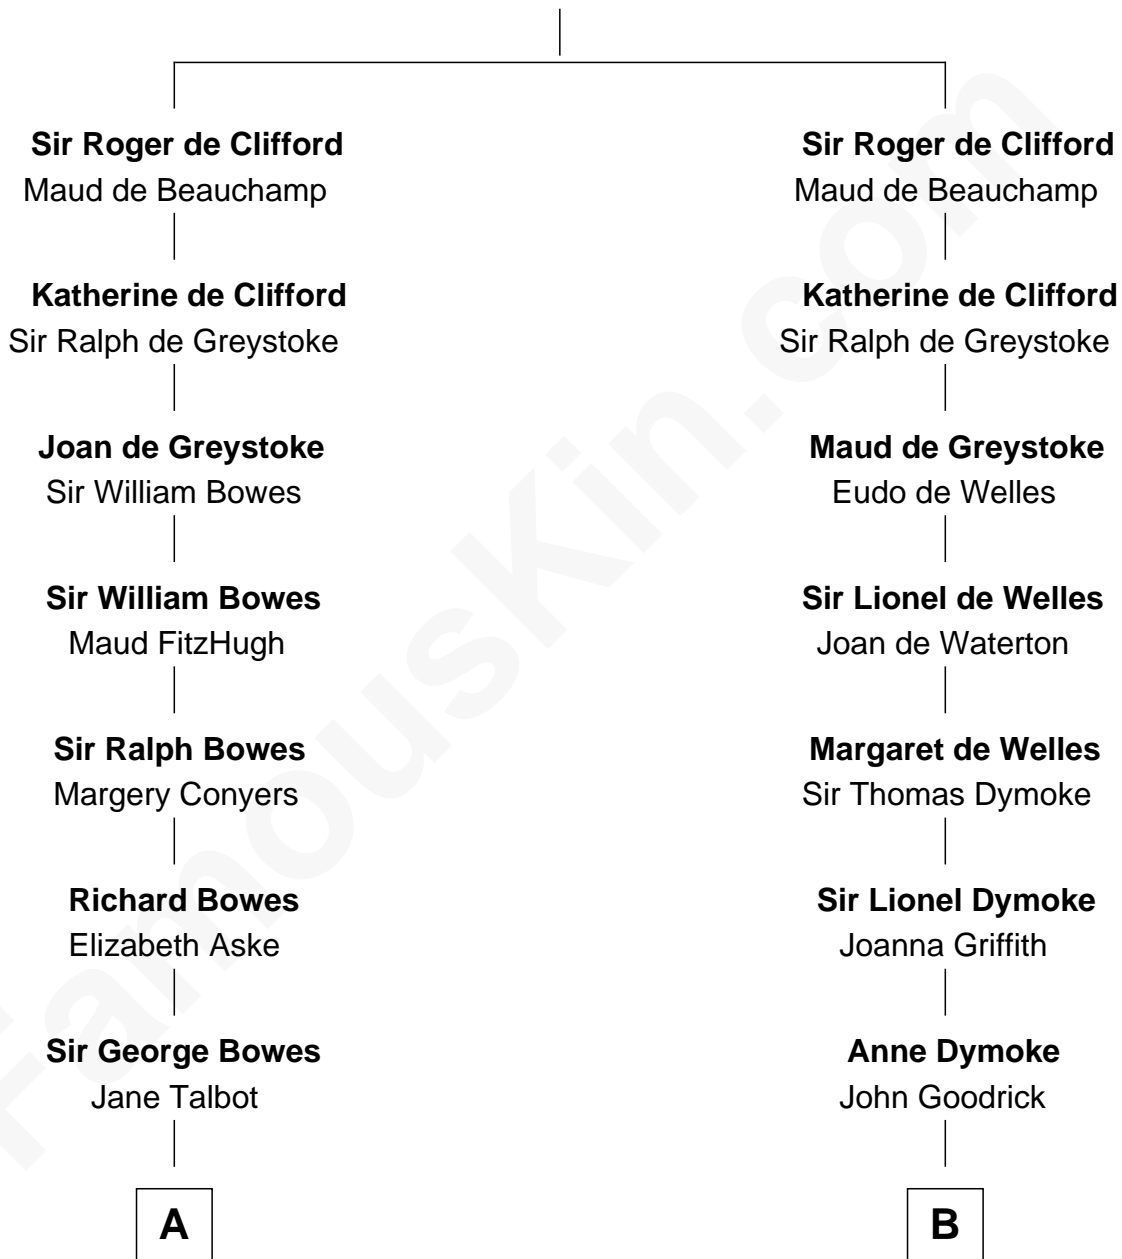 Sir Roger de Clifford
Maud de Beauchamp
Katherine de Clifford
Sir Ralph de Greystoke
Joan de Greystoke
Sir William Bowes
Sir William Bowes
Maud FitzHugh
Sir Ralph Bowes
Margery Conyers
Richard Bowes
Elizabeth Aske
Sir George Bowes
Jane Talbot
A
Sir Roger de Clifford
Maud de Beauchamp
Katherine de Clifford
Sir Ralph de Greystoke
Maud de Greystoke
Eudo de Welles
Sir Lionel de Welles
Joan de Waterton
Margaret de Welles
Sir Thomas Dymoke
Sir Lionel Dymoke
Joanna Griffith
Anne Dymoke
John Goodrick
B
FamousKin.com